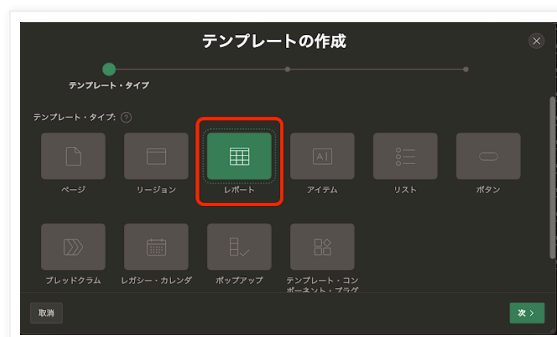 テンプレートの作成
テンプレート・タイプ
テンプレート・タイプ: ?
ページ
リージョン
レポート
アイテム
リスト
ボタン
ブレッドクラム
レガシー・カレンダ
ポップアップ
テンプレート・コン
ポーネント・プラグ
取消
次 >